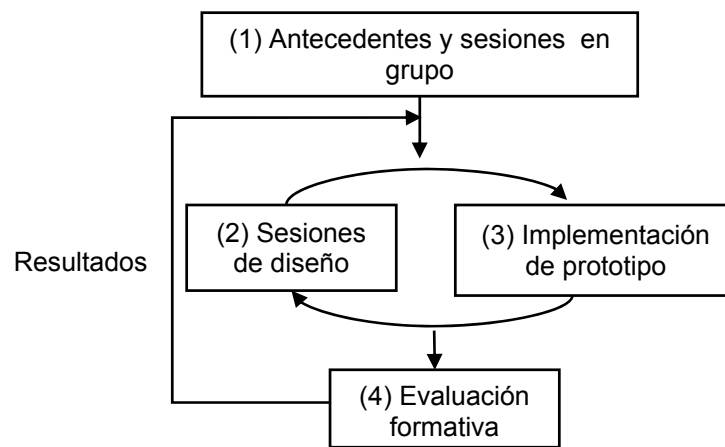 (1) Antecedentes y sesiones en
grupo
(2) Sesiones
de diseño
(3) Implementación
de prototipo
Resultados
(4) Evaluación
formativa